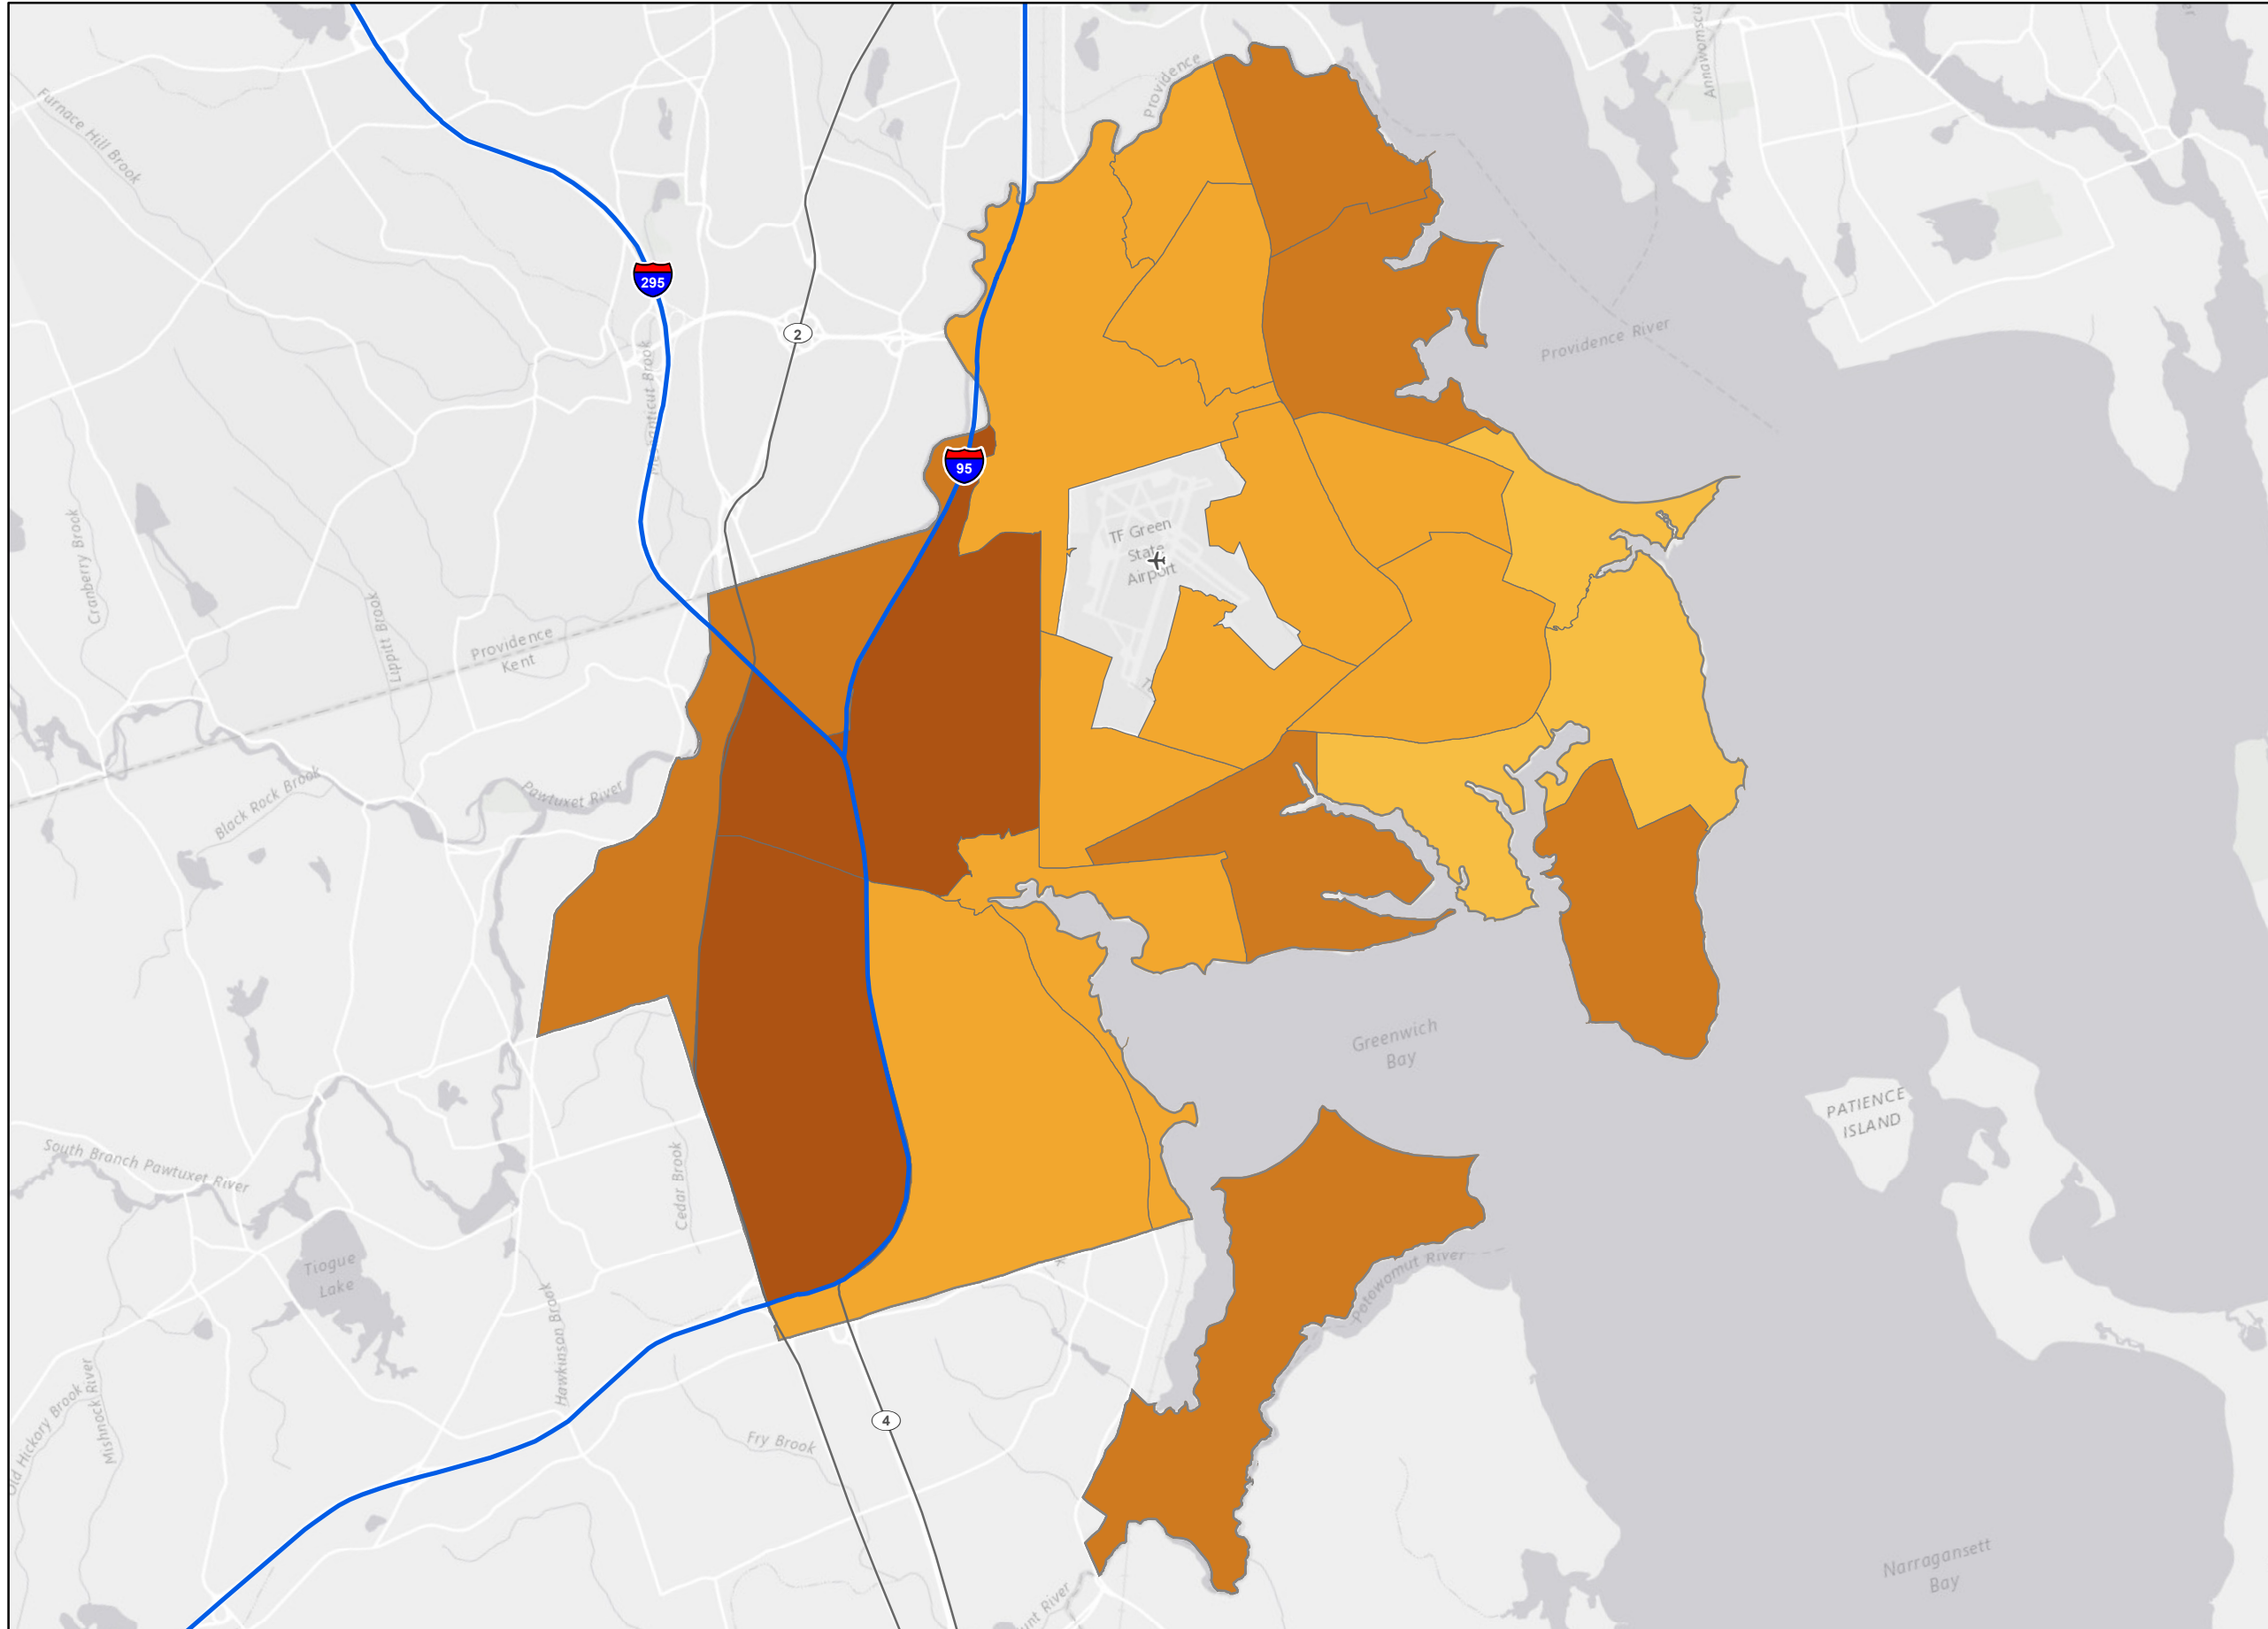 Providence
Annawomscu
Furnace Hill Brook
295
2
Providence River
95
TF Green
State
Airport
Cranberry Brook
Lippitt Brook
Providence
Kent
Pawtuxet River
Black Rock Brook
Greenwich
Bay
PATIENCE
ISLAND
South Branch Pawtuxet River
Cedar Brook
Tiogue
Lake
Potowomut River
Hawkinson Brook
Mishnock River
Old Hickory Brook
4
Fry Brook
Narragansett
Bay
unt River